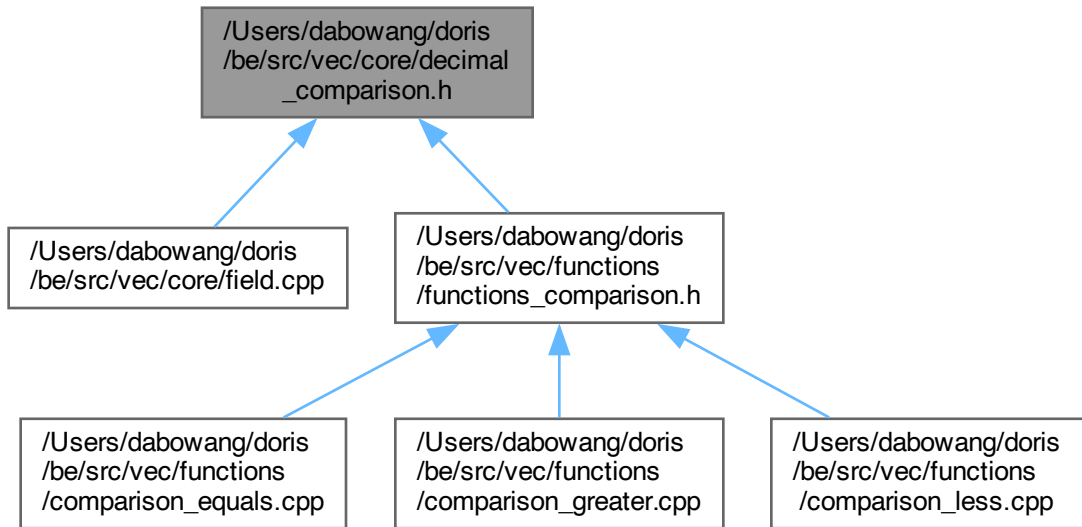 /Users/dabowang/doris
/be/src/vec/core/decimal
_comparison.h
/Users/dabowang/doris
/be/src/vec/core/field.cpp
/Users/dabowang/doris
/be/src/vec/functions
/functions_comparison.h
/Users/dabowang/doris
/be/src/vec/functions
/comparison_equals.cpp
/Users/dabowang/doris
/be/src/vec/functions
/comparison_greater.cpp
/Users/dabowang/doris
/be/src/vec/functions
/comparison_less.cpp